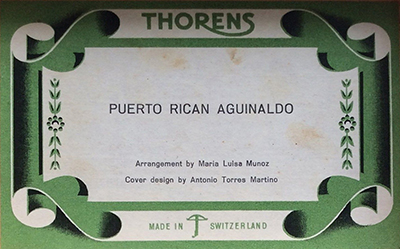 THORENS
PUERTO RICAN AGUINALDO
Arrangement by Maria Luisa Munoz
Cover design by Antonio Torres Martino
MADE IN SWITZERLAND